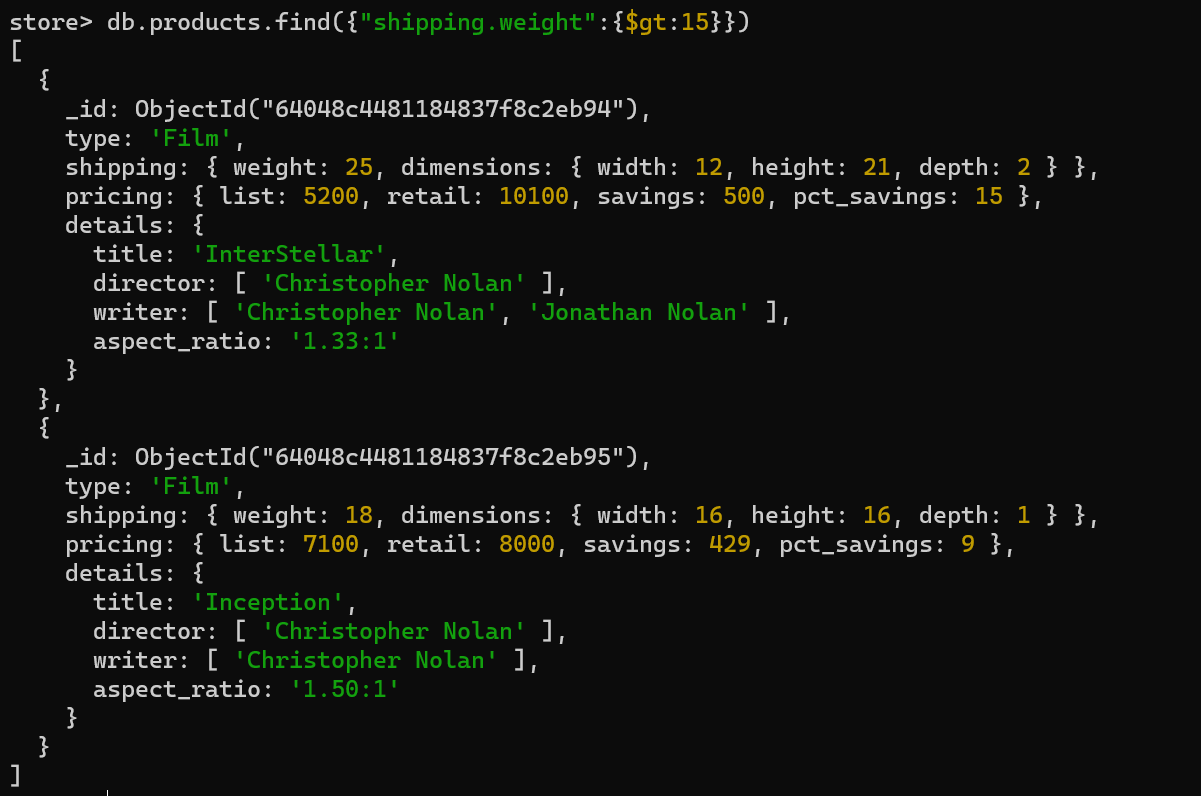 store> db.products.find({"shipping.weight":{$gt:15}})
[
  {
    _id: ObjectId("64048c4481184837f8c2eb94"),
    type: 'Film',
    shipping: { weight: 25, dimensions: { width: 12, height: 21, depth: 2 } },
    pricing: { list: 5200, retail: 10100, savings: 500, pct_savings: 15 },
    details: {
      title: 'InterStellar',
      director: [ 'Christopher Nolan' ],
      writer: [ 'Christopher Nolan', 'Jonathan Nolan' ],
      aspect_ratio: '1.33:1'
    }
  },
  {
    _id: ObjectId("64048c4481184837f8c2eb95"),
    type: 'Film',
    shipping: { weight: 18, dimensions: { width: 16, height: 16, depth: 1 } },
    pricing: { list: 7100, retail: 8000, savings: 429, pct_savings: 9 },
    details: {
      title: 'Inception',
      director: [ 'Christopher Nolan' ],
      writer: [ 'Christopher Nolan' ],
      aspect_ratio: '1.50:1'
    }
  }
]